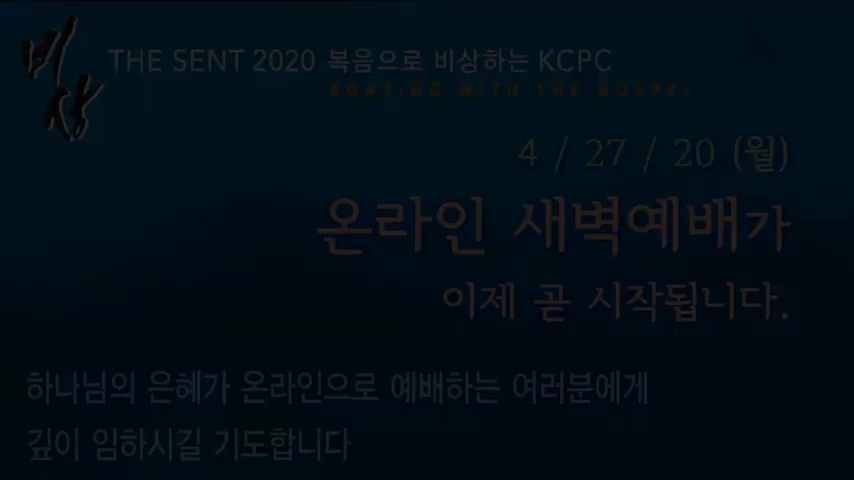 비상
THE SENT 2020 복음으로 비상하는 KCPC
SOARING WITH THE GOSPEL
4 / 27 / 20 (월)
온라인 새벽예배가
이제 곧 시작됩니다.
하나님의 은혜가 온라인으로 예배하는 여러분에게
깊이 임하시길 기도합니다